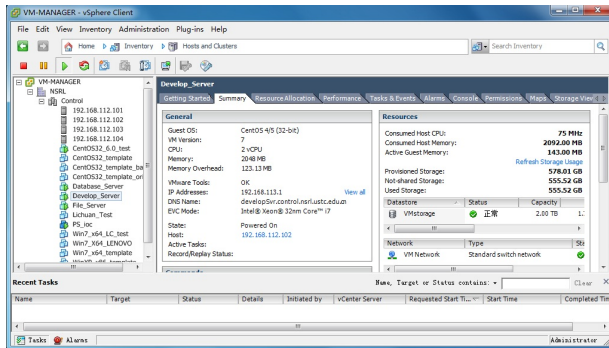 VM-MANAGER - vSphere Client
File Edit View Inventory Administration Plug-ins Help
Home Inventory Hosts and Clusters Search Inventory
VM-MANAGER
NSRL
Control
192.168.112.101
192.168.112.102
192.168.112.103
192.168.112.104
CentOS32_6.0_test
CentOS32_template
CentOS32_template_ba
CentOS32_template_ori
Database_Server
Develop_Server
File_Server
Lichuan_Test
PS_ioc
Win7_X64_LC_test
Win7_X64_LENOVO
Win7_x64_template
Develop_Server
Getting Started Summary Resource Allocation Performance Tasks & Events Alarms Console Permissions Maps Storage View
General
Guest OS: CentOS 4/5 (32-bit)
VM Version: 7
CPU: 2 vCPU
Memory: 2048 MB
Memory Overhead: 123.13 MB
VMware Tools: OK
IP Addresses: 192.168.113.1 View all
DNS Name: developSvr.control.nsrl.ustc.edu.cn
EVC Mode: Intel® Xeon® 32nm Core™ i7
State: Powered On
Host: 192.168.112.102
Active Tasks:
Record/Replay Status:
Commands
Resources
Consumed Host CPU: 75 MHz
Consumed Host Memory: 2092.00 MB
Active Guest Memory: 143.00 MB
Refresh Storage Usage
Provisioned Storage: 578.01 GB
Not-shared Storage: 555.52 GB
Used Storage: 555.52 GB
Datastore Status Capacity
VMstorage 正常 2.00 TB 1.
Network Type Sta
VM Network Standard switch network
Recent Tasks Name, Target or Status contains: Clear
Name Target Status Details Initiated by vCenter Server Requested Start Ti... Start Time Completed Tim
Tasks Alarms Administrator